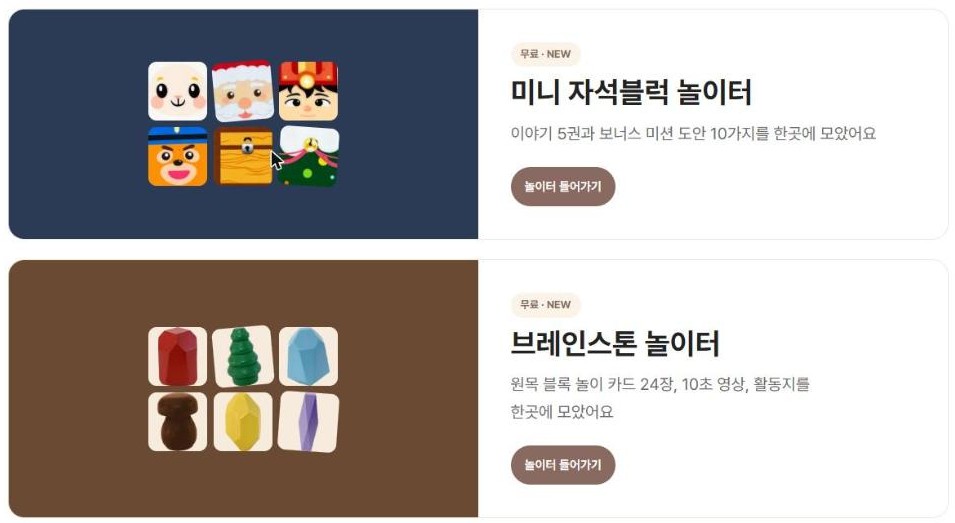 무료 · NEW
미니 자석블럭 놀이터
이야기 5권과 보너스 미션 도안 10가지를 한곳에 모았어요
놀이터 들어가기
무료 · NEW
브레인스톤 놀이터
원목 블록 놀이 카드 24장, 10초 영상, 활동지를
한곳에 모았어요
놀이터 들어가기